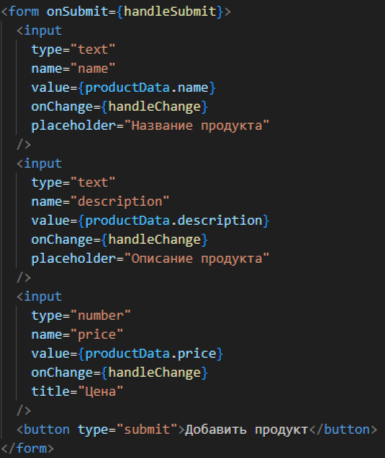 <form onSubmit={handleSubmit}>
<input
type="text"
name="name"
value={productData.name}
onChange={handleChange}
placeholder="Название продукта"
/>
<input
type="text"
name="description"
value={productData.description}
onChange={handleChange}
placeholder="Описание продукта"
/>
<input
type="number"
name="price"
value={productData.price}
onChange={handleChange}
title="Цена"
/>
<button type="submit">Добавить продукт</button>
</form>